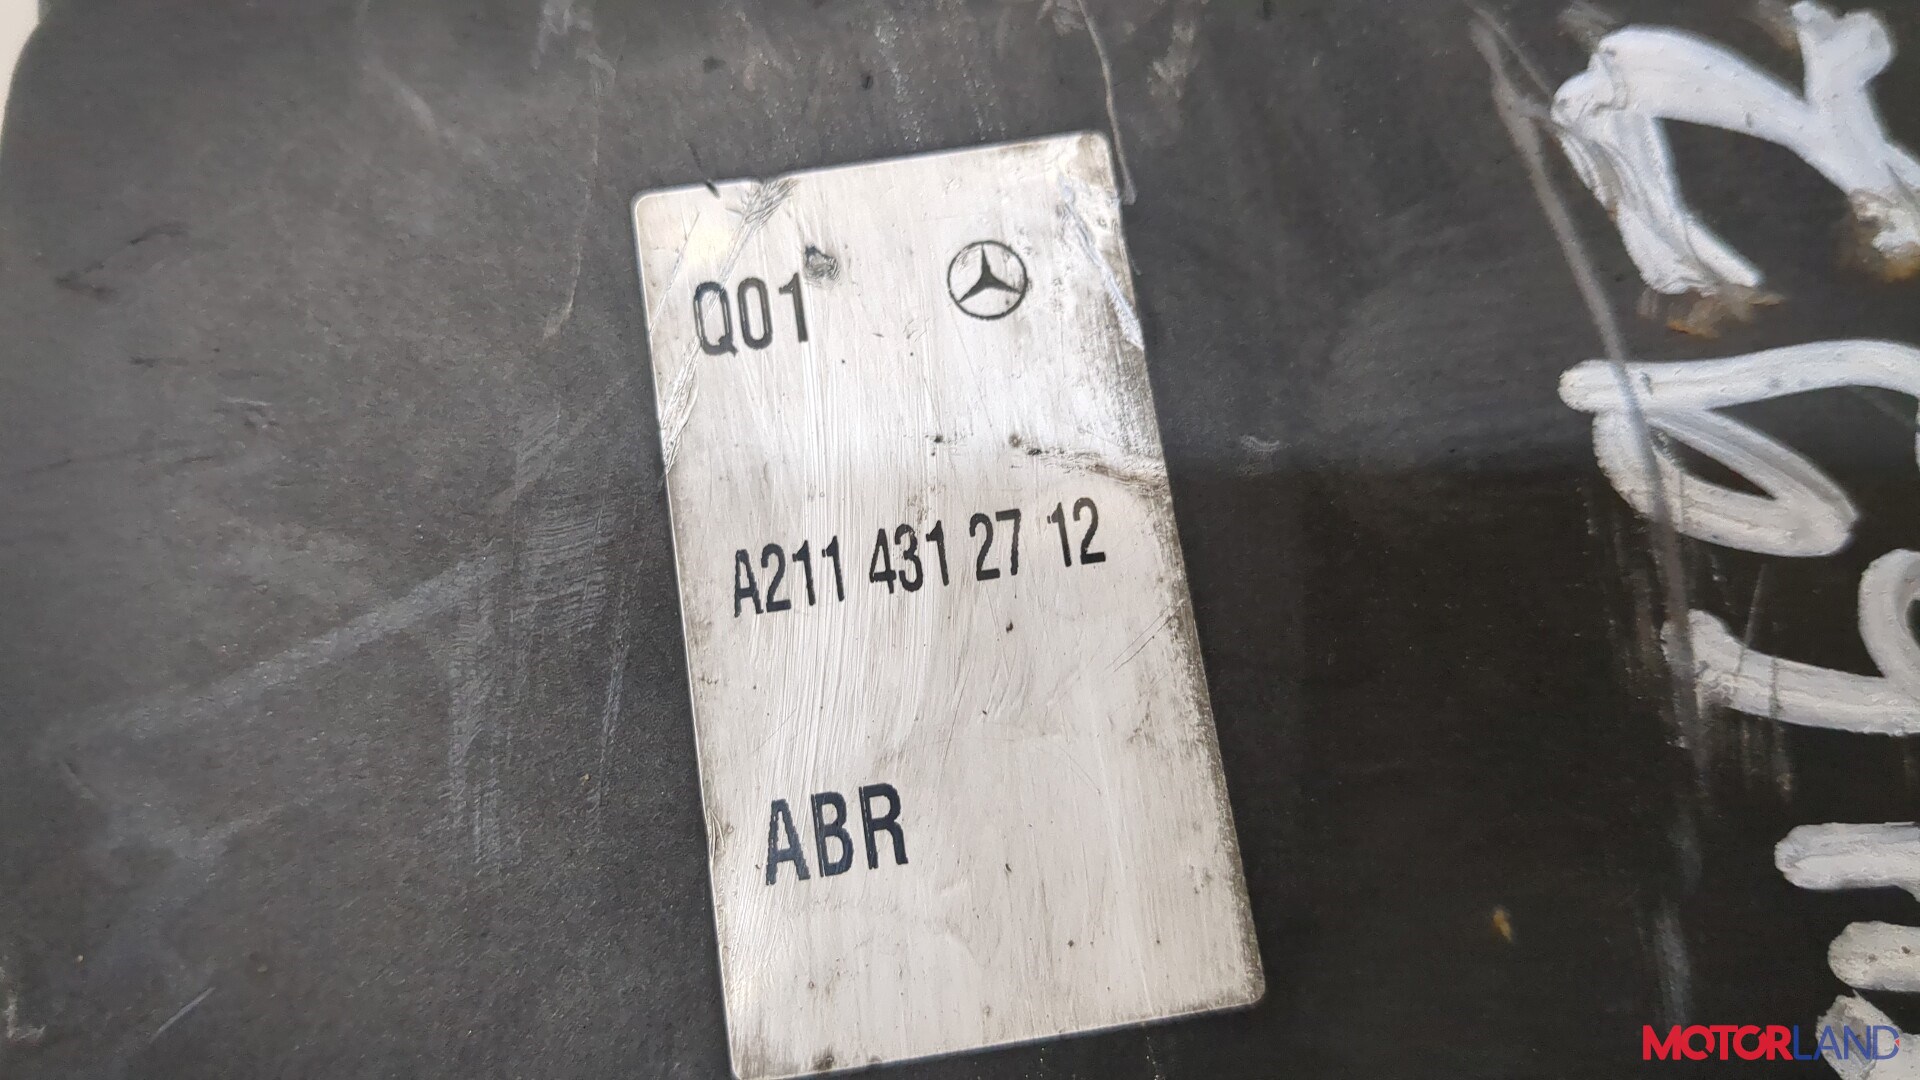 Q01
A211 431 27 12
ABR
MOTORLAND